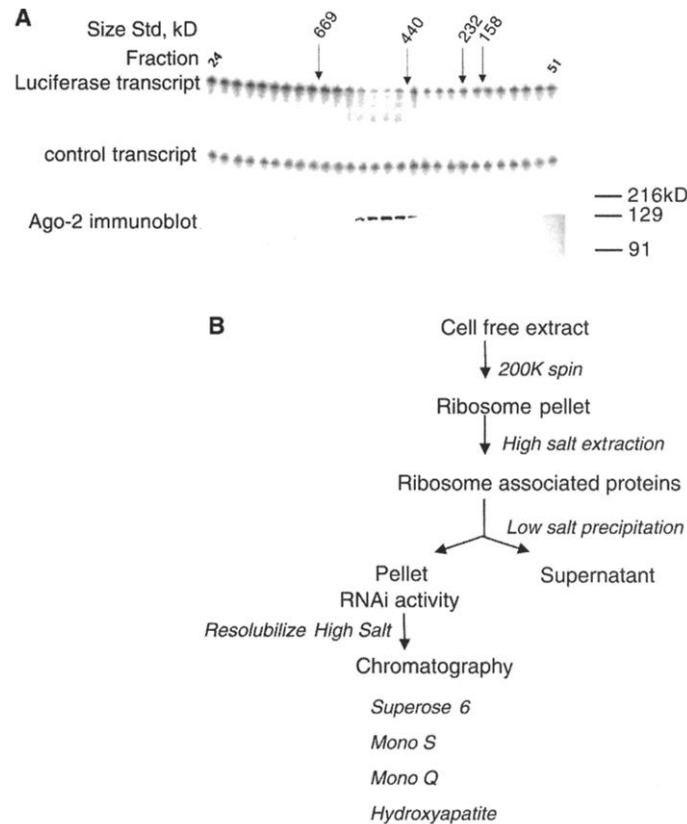 A
Size Std, kD
669
440
232
158
Fraction
24
51
Luciferase transcript
control transcript
216kD
Ago-2 immunoblot
129
91
B
Cell free extract
200K spin
Ribosome pellet
High salt extraction
Ribosome associated proteins
Low salt precipitation
Pellet
Supernatant
RNAi activity
Resolubilize High Salt
Chromatography
Superose 6
Mono S
Mono Q
Hydroxyapatite